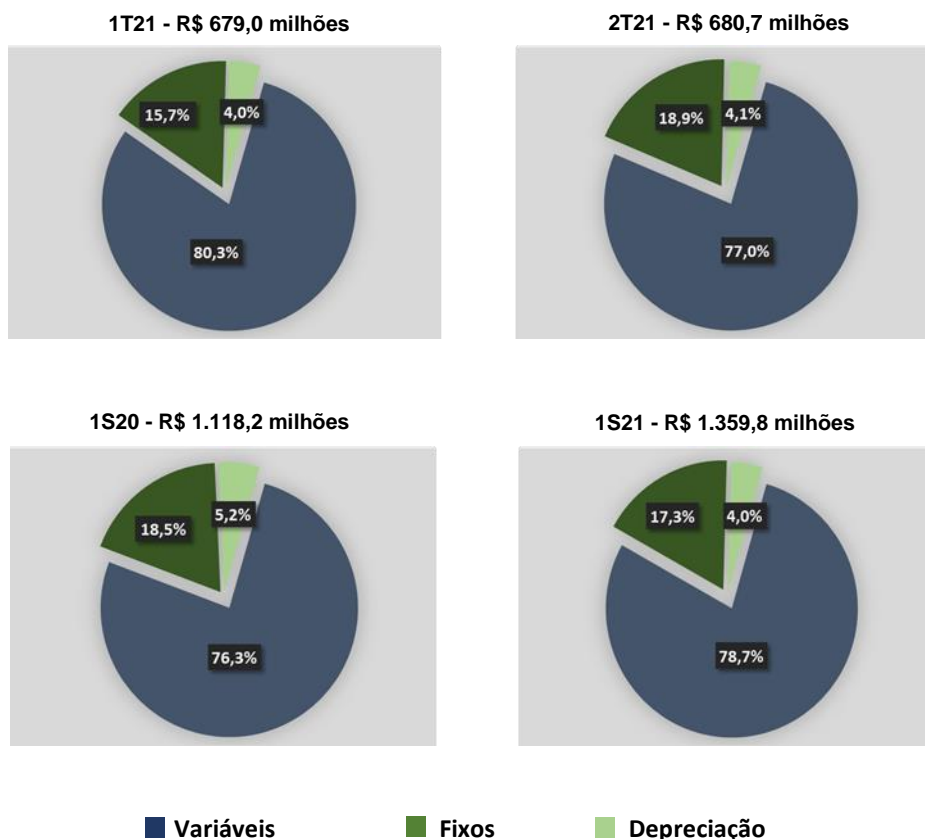 1T21 - R$ 679,0 milhões
2T21 - R$ 680,7 milhões
15,7%
4,0%
80,3%
18,9%
4,1%
77,0%
1S20 - R$ 1.118,2 milhões
1S21 - R$ 1.359,8 milhões
18,5%
5,2%
76,3%
17,3%
4,0%
78,7%
Variáveis
Fixos
Depreciação